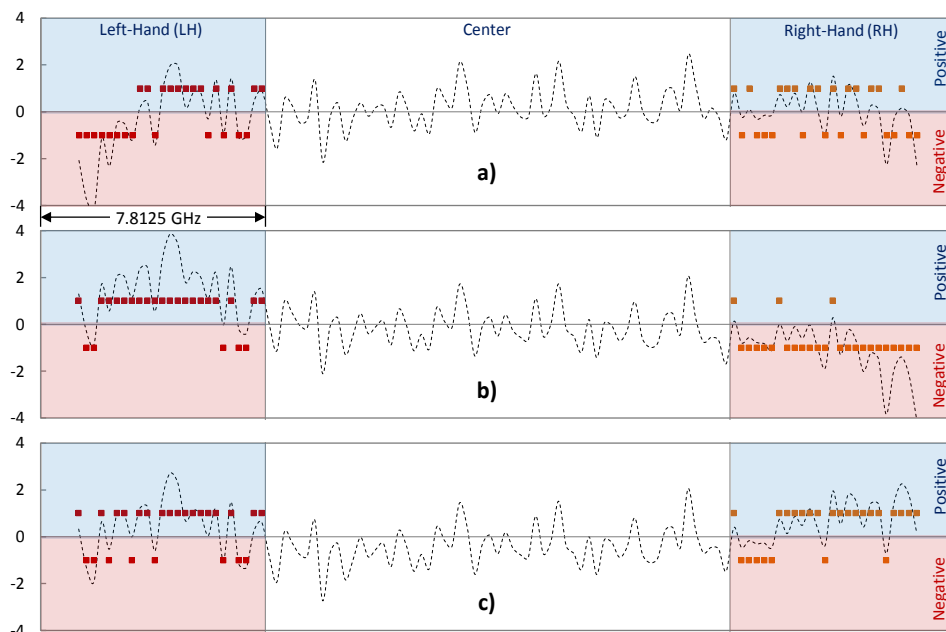 4
Left-Hand (LH)
Center
Right-Hand (RH)
Positive
2
0
-2
Negative
a)
-4
7.8125 GHz
4
Positive
2
0
-2
Negative
b)
-4
4
Positive
2
0
-2
Negative
c)
-4